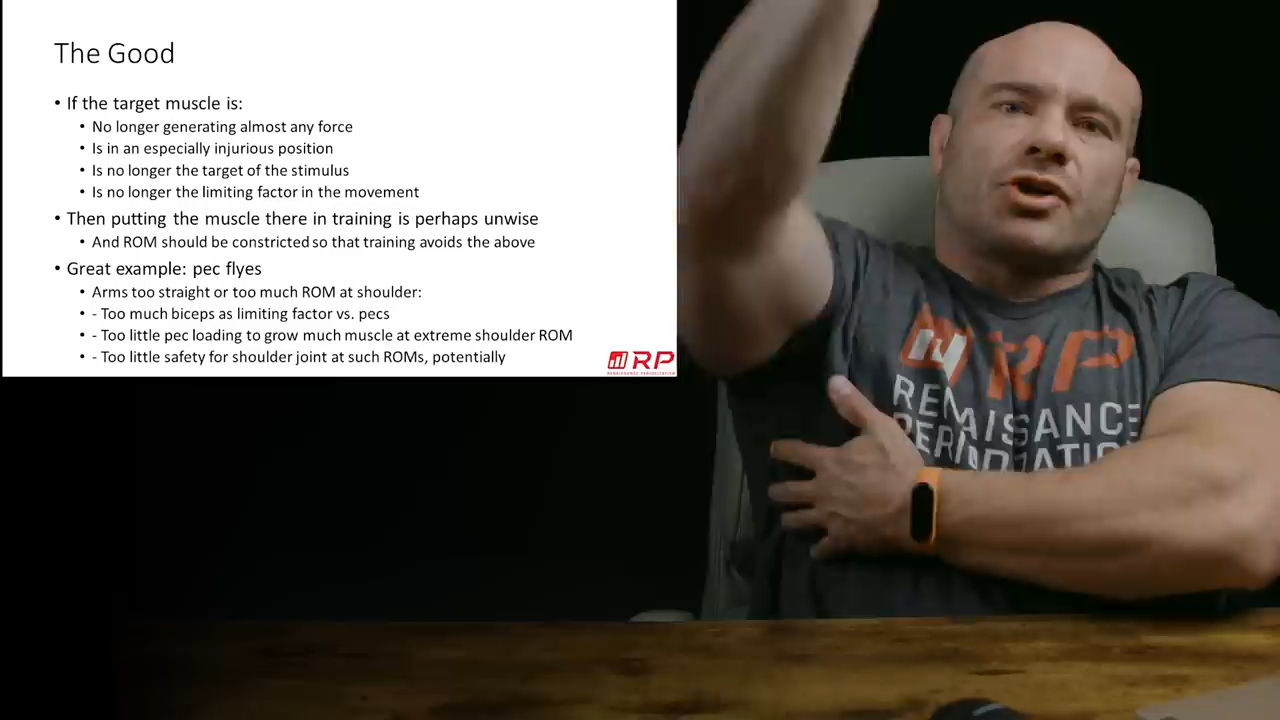 The Good
• If the target muscle is:
• No longer generating almost any force
• Is in an especially injurious position
• Is no longer the target of the stimulus
• Is no longer the limiting factor in the movement
• Then putting the muscle there in training is perhaps unwise
• And ROM should be constricted so that training avoids the above
• Great example: pec flyes
• Arms too straight or too much ROM at shoulder:
• - Too much biceps as limiting factor vs. pecs
• - Too little pec loading to grow much muscle at extreme shoulder ROM
• - Too little safety for shoulder joint at such ROMs, potentially
RP
RENAISSANCE PERIODIZATION
RP
RENAISSANCE
PERIODIZATION